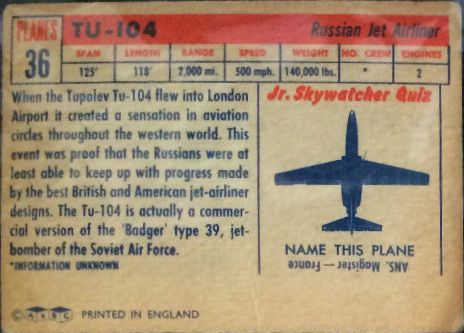 PLANES
36
TU-104
Russian Jet Airliner
SPAN LENGTH RANGE SPEED WEIGHT NO. CREW ENGINES
125' 118' 2,000 mi. 500 mph. 140,000 lbs. * 2
When the Tupolev Tu-104 flew into London
Airport it created a sensation in aviation
circles throughout the western world. This
event was proof that the Russians were at
least able to keep up with progress made
by the best British and American jet-airliner
designs. The Tu-104 is actually a commer-
cial version of the 'Badger' type 39, jet-
bomber of the Soviet Air Force.
*INFORMATION UNKNOWN
Jr. Skywatcher Quiz
NAME THIS PLANE
ANS. Magister—France
© A&BC PRINTED IN ENGLAND